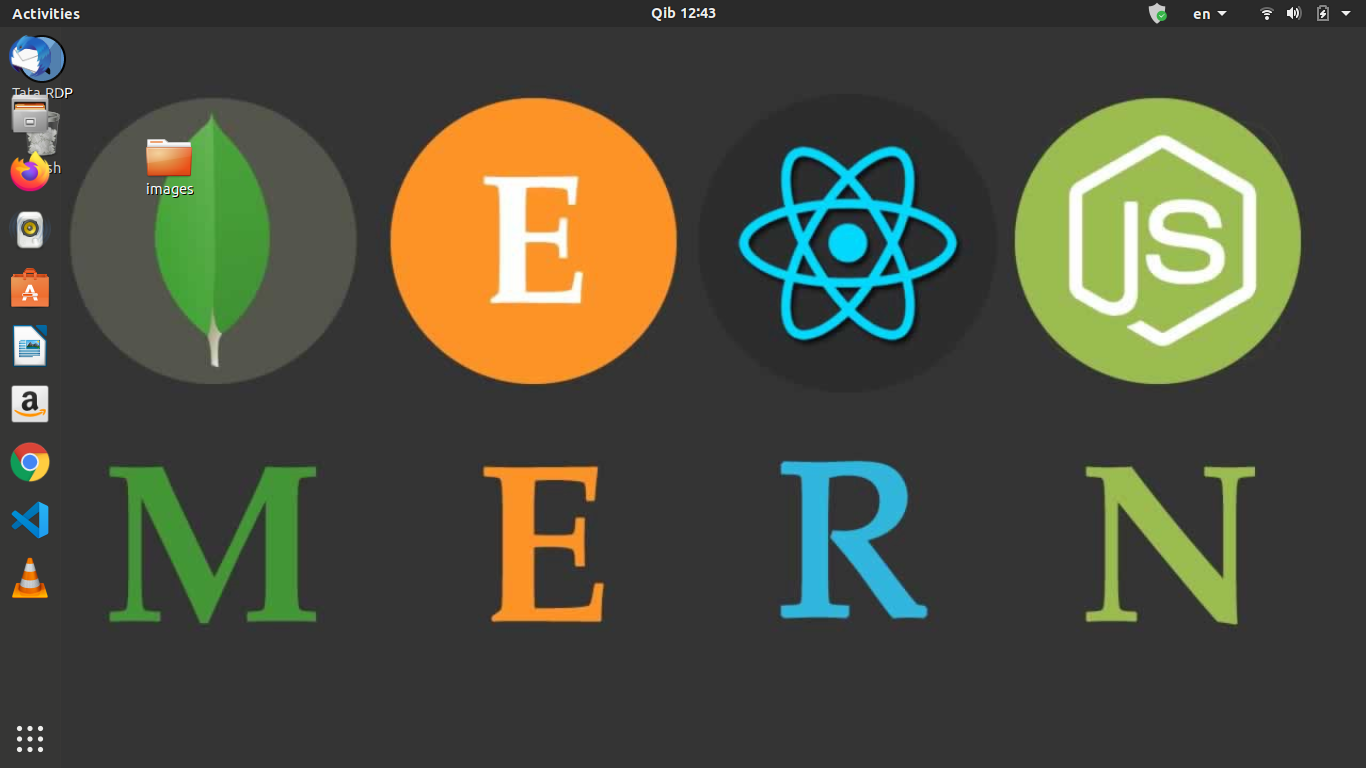 Activities
Qib 12:43
en
Tata RDP
images
E
JS
a
M E R N